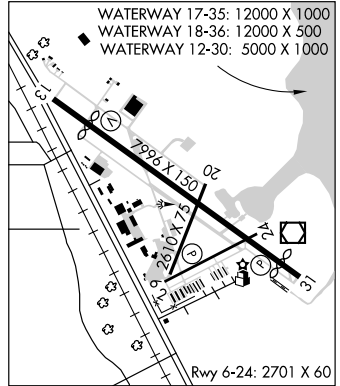 WATERWAY 17-35: 12000 X 1000
WATERWAY 18-36: 12000 X 500
WATERWAY 12-30: 5000 X 1000
13
V
7996 X 150
20
2610 X 75
24
P
P
6
2
31
Rwy 6-24: 2701 X 60